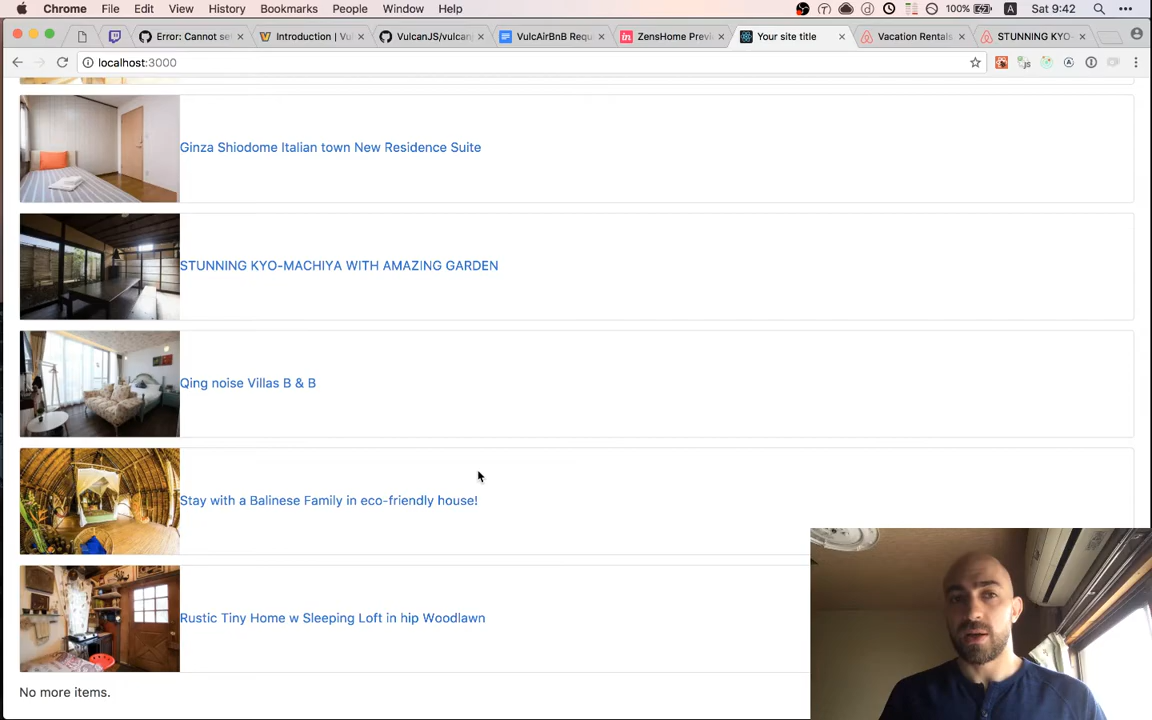 Chrome File Edit View History Bookmarks People Window Help 100% A Sat 9:42
Error: Cannot set
Introduction | Vul
VulcanJS/vulcan
VulcAirBnB Requ
ZensHome Previ
Your site title
Vacation Rentals
STUNNING KYO-
localhost:3000
Ginza Shiodome Italian town New Residence Suite
STUNNING KYO-MACHIYA WITH AMAZING GARDEN
Qing noise Villas B & B
Stay with a Balinese Family in eco-friendly house!
Rustic Tiny Home w Sleeping Loft in hip Woodlawn
No more items.